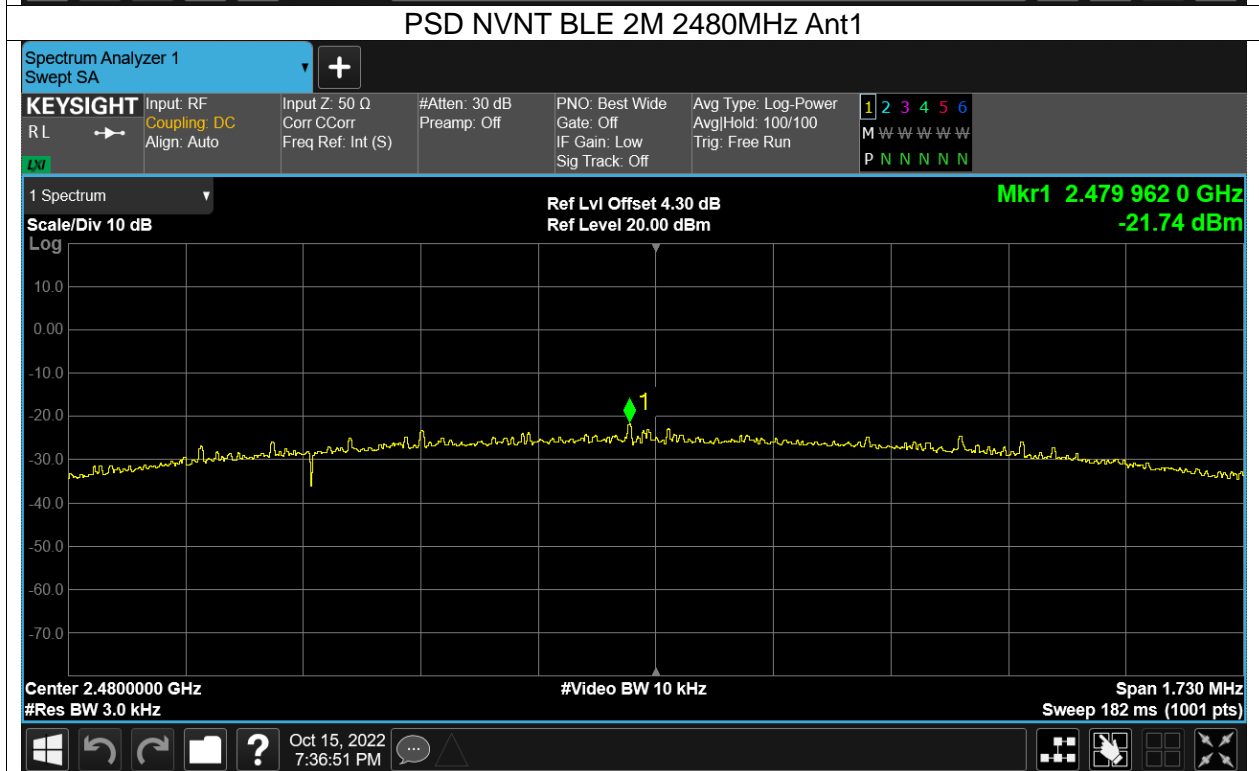 PSD NVNT BLE 2M 2480MHz Ant1
Spectrum Analyzer 1
Swept SA
KEYSIGHT
R L
LXI
Input: RF
Coupling: DC
Align: Auto
Input Z: 50 Ω
Corr CCorr
Freq Ref: Int (S)
#Atten: 30 dB
Preamp: Off
PNO: Best Wide
Gate: Off
IF Gain: Low
Sig Track: Off
Avg Type: Log-Power
Avg|Hold: 100/100
Trig: Free Run
1 2 3 4 5 6
M W W W W W
P N N N N N
1 Spectrum
Scale/Div 10 dB
Ref Lvl Offset 4.30 dB
Ref Level 20.00 dBm
Mkr1 2.479 962 0 GHz
-21.74 dBm
Log
10.0
0.00
-10.0
-20.0
-30.0
-40.0
-50.0
-60.0
-70.0
1
Center 2.4800000 GHz
#Res BW 3.0 kHz
#Video BW 10 kHz
Span 1.730 MHz
Sweep 182 ms (1001 pts)
?
Oct 15, 2022
7:36:51 PM